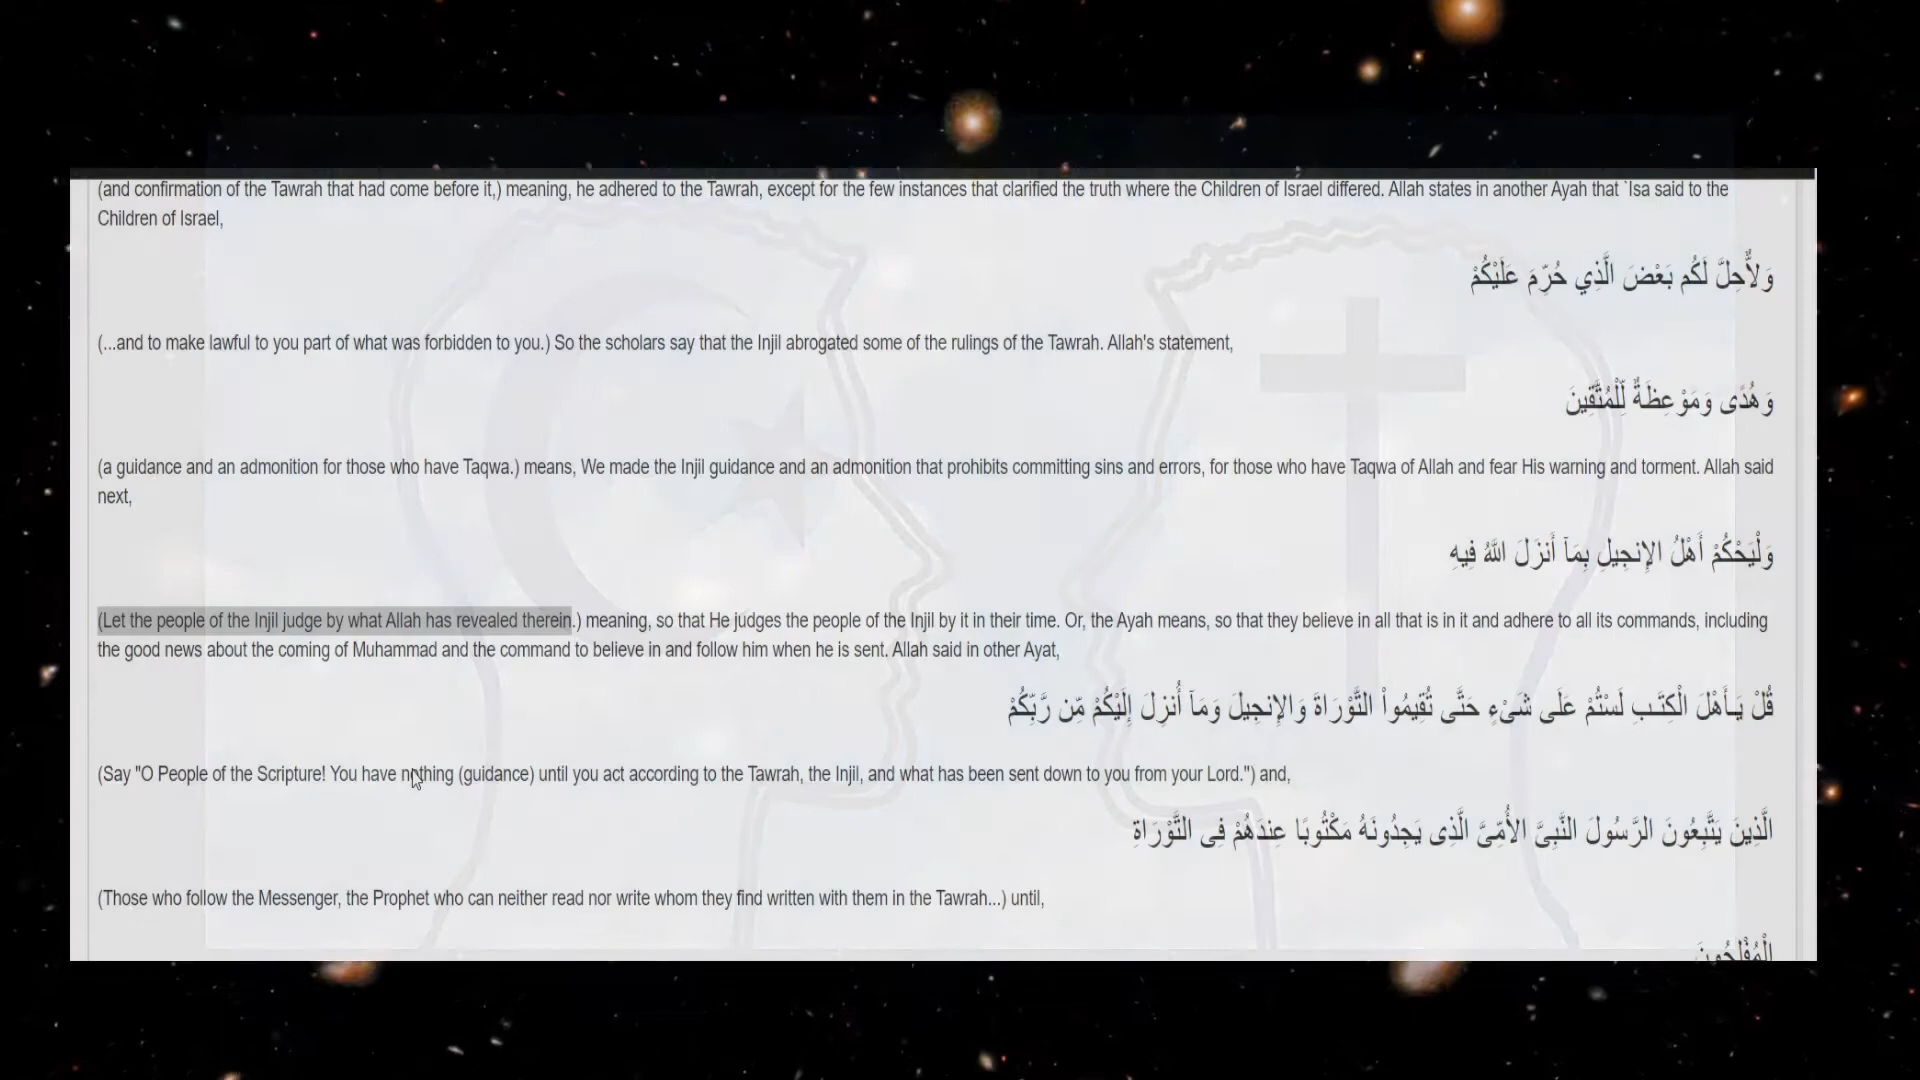 (and confirmation of the Tawrah that had come before it,) meaning, he adhered to the Tawrah, except for the few instances that clarified the truth where the Children of Israel differed. Allah states in another Ayah that `Isa said to the
Children of Israel,
وَلاٌّحِلَّ لَكُم بَعْضَ الَّذِي حُرِّمَ عَلَيْكُمْ
(...and to make lawful to you part of what was forbidden to you.) So the scholars say that the Injil abrogated some of the rulings of the Tawrah. Allah's statement,
وَهُدًى وَمَوْعِظَةً لِّلْمُتَّقِينَ
(a guidance and an admonition for those who have Taqwa.) means, We made the Injil guidance and an admonition that prohibits committing sins and errors, for those who have Taqwa of Allah and fear His warning and torment. Allah said
next,
وَلْيَحْكُمْ أَهْلُ الإِنجِيلِ بِمَآ أَنزَلَ اللَّهُ فِيهِ
(Let the people of the Injil judge by what Allah has revealed therein.) meaning, so that He judges the people of the Injil by it in their time. Or, the Ayah means, so that they believe in all that is in it and adhere to all its commands, including
the good news about the coming of Muhammad and the command to believe in and follow him when he is sent. Allah said in other Ayat,
قُلْ يَـأَهْلَ الْكِتَـبِ لَسْتُمْ عَلَى شَىْءٍ حَتَّى تُقِيمُواْ التَّوْرَاةَ وَالإِنجِيلَ وَمَآ أُنزِلَ إِلَيْكُمْ مِّن رَّبِّكُمْ
(Say "O People of the Scripture! You have nothing (guidance) until you act according to the Tawrah, the Injil, and what has been sent down to you from your Lord.") and,
الَّذِينَ يَتَّبِعُونَ الرَّسُولَ النَّبِىَّ الأُمِّىَّ الَّذِى يَجِدُونَهُ مَكْتُوبًا عِندَهُمْ فِى التَّوْرَاةِ
(Those who follow the Messenger, the Prophet who can neither read nor write whom they find written with them in the Tawrah...) until,
الْمُفْلِحُونَ